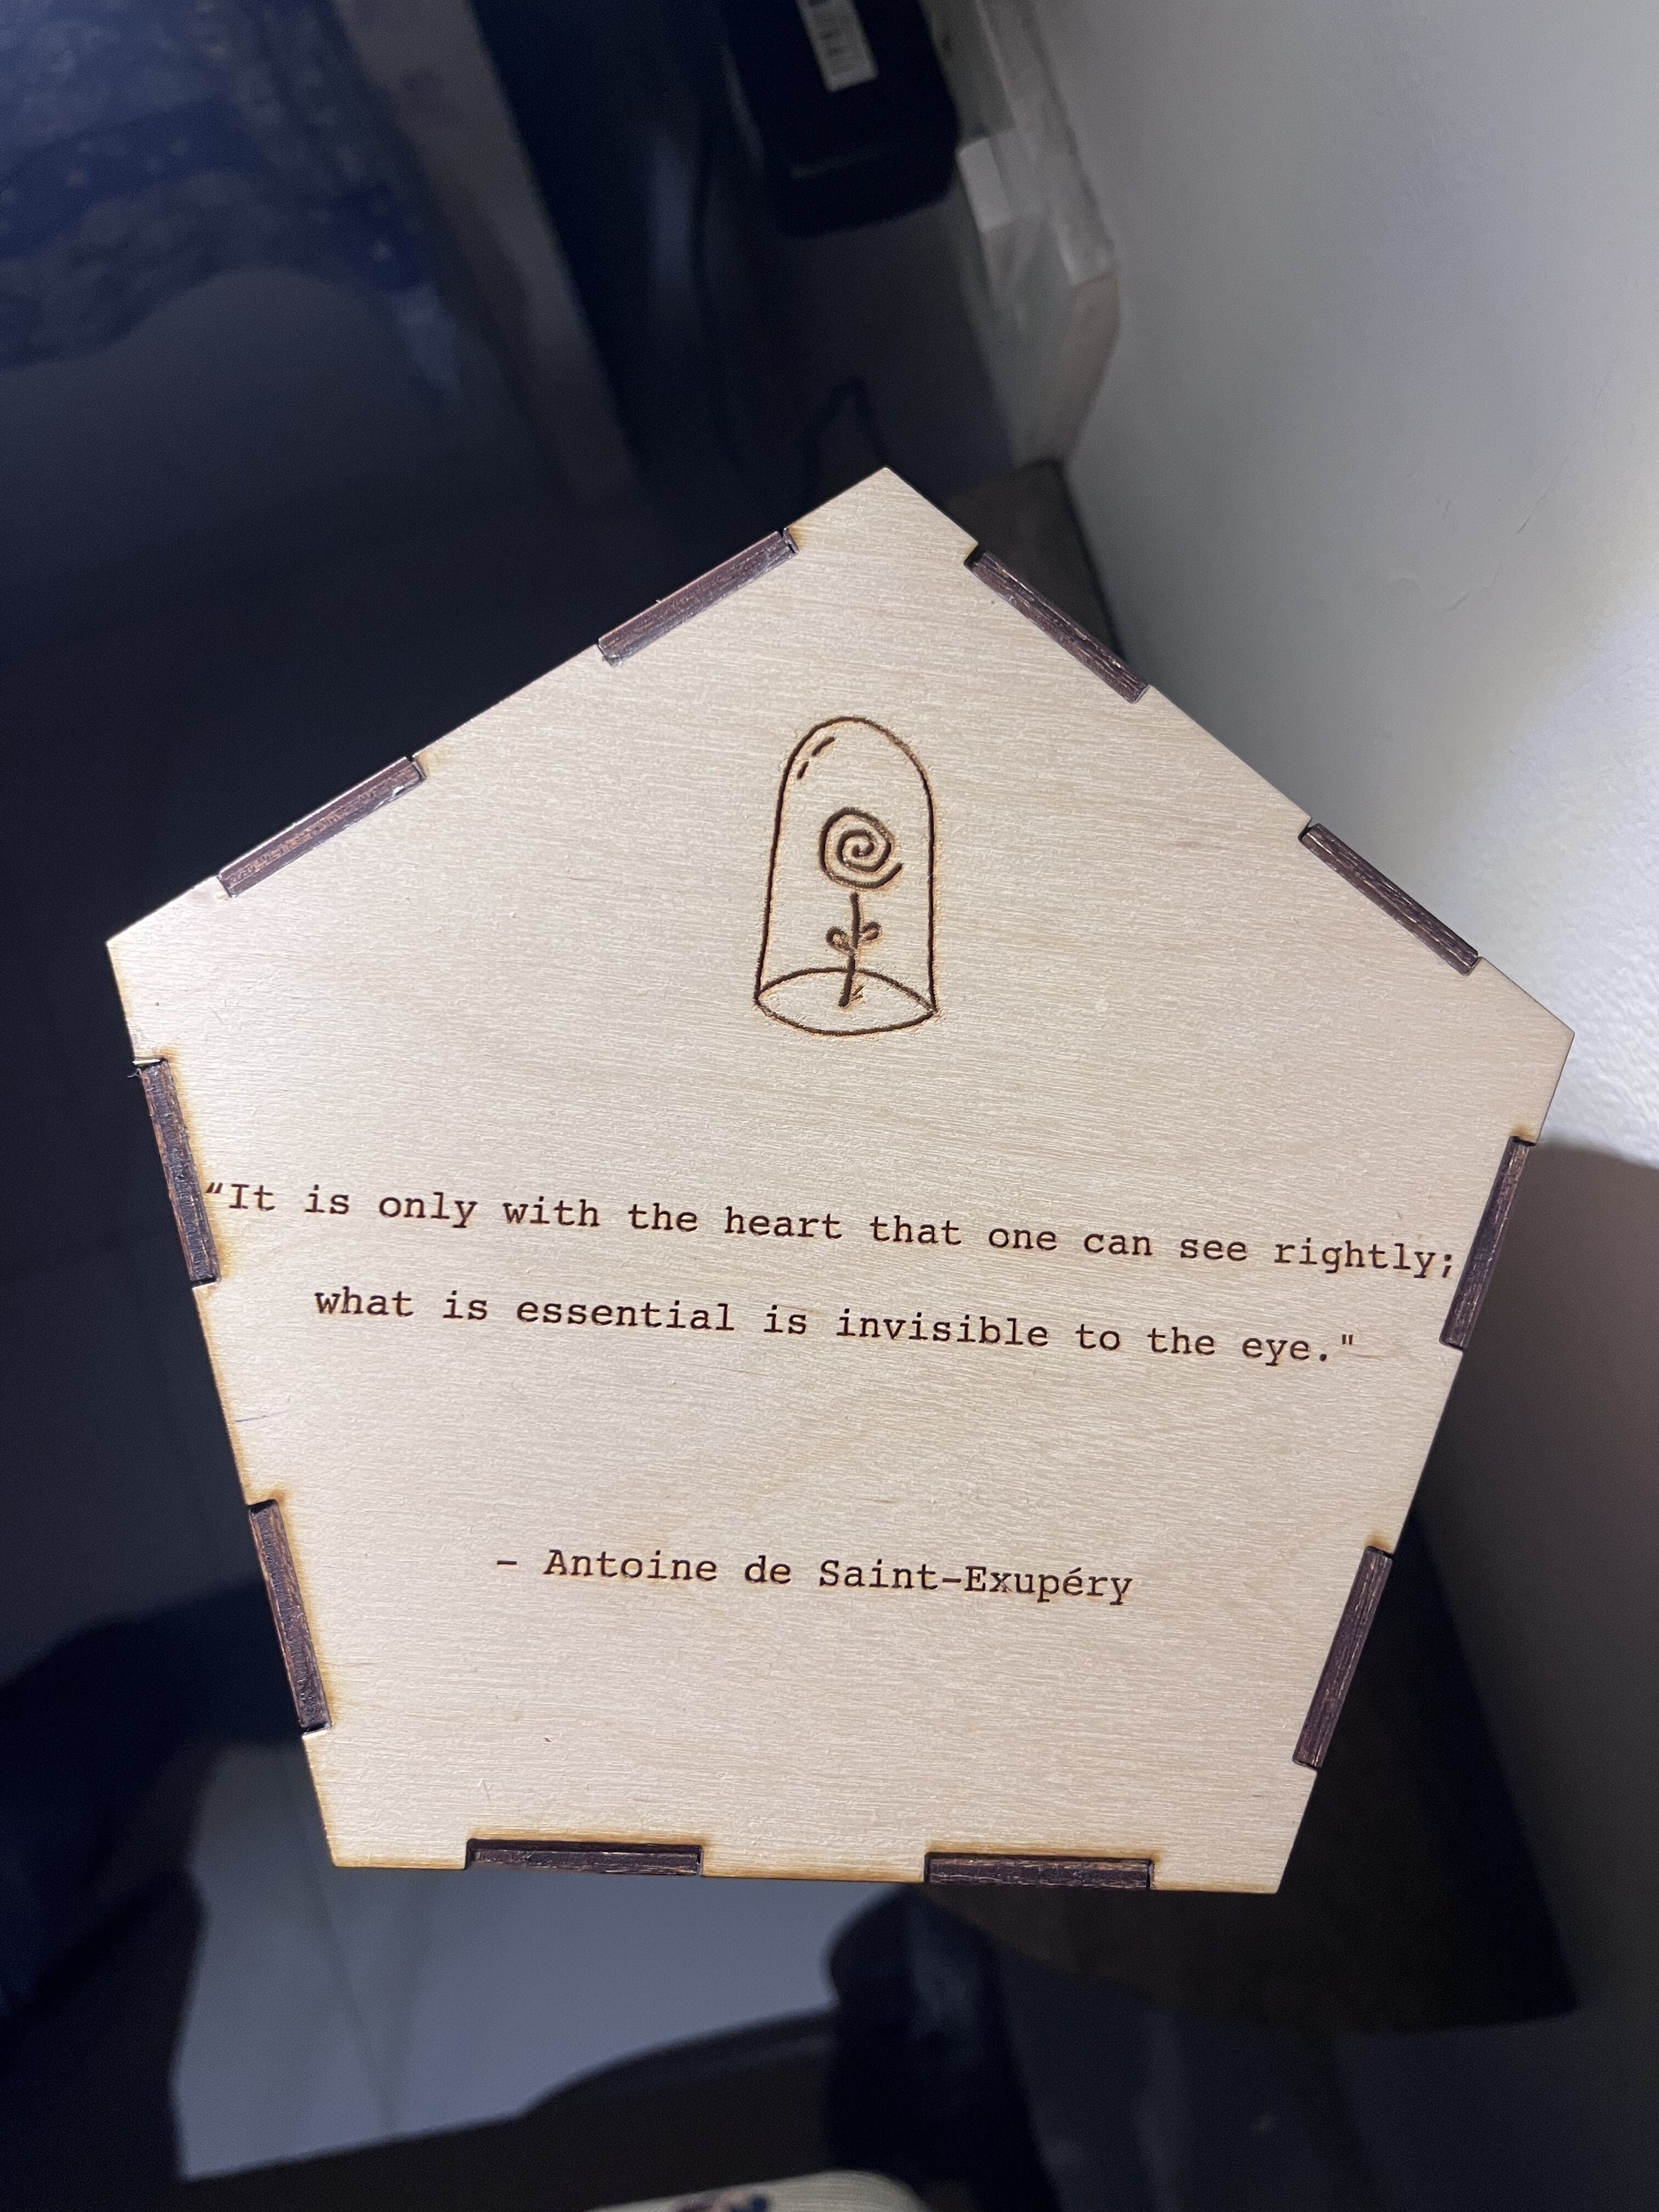 “It is only with the heart that one can see rightly;
what is essential is invisible to the eye."
- Antoine de Saint-Exupéry